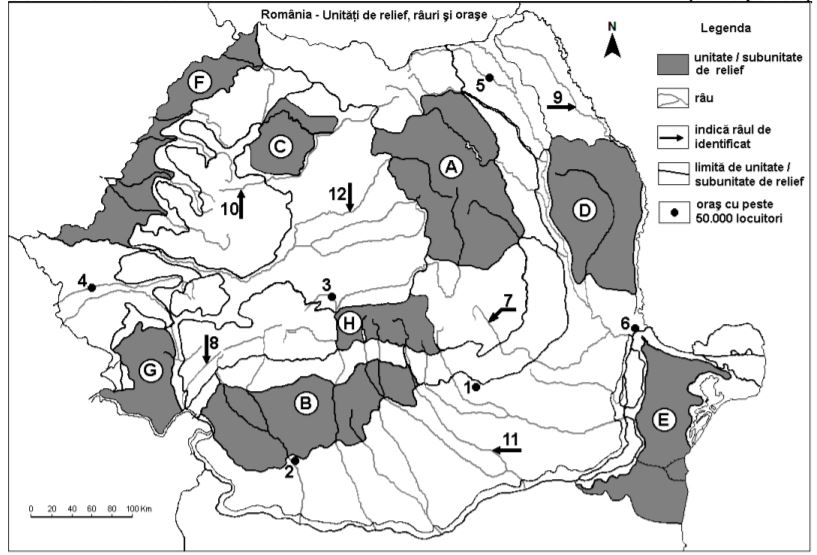 România - Unităţi de relief, râuri şi oraşe
Legenda
N
unitate / subunitate
de relief
râu
indică râul de
identificat
limită de unitate /
subunitate de relief
oraş cu peste
50.000 locuitori
F
5
9
C
A
12
10
D
4
3
7
H
6
8
G
B
1
E
11
2
0 20 40 60 80 100 Km